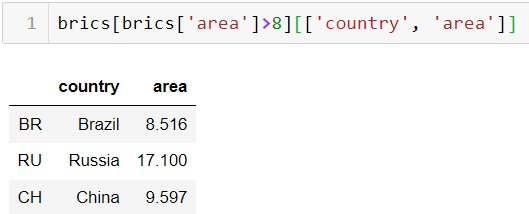 1 brics[brics['area']>8][['country', 'area']]
country area
BR Brazil 8.516
RU Russia 17.100
CH China 9.597